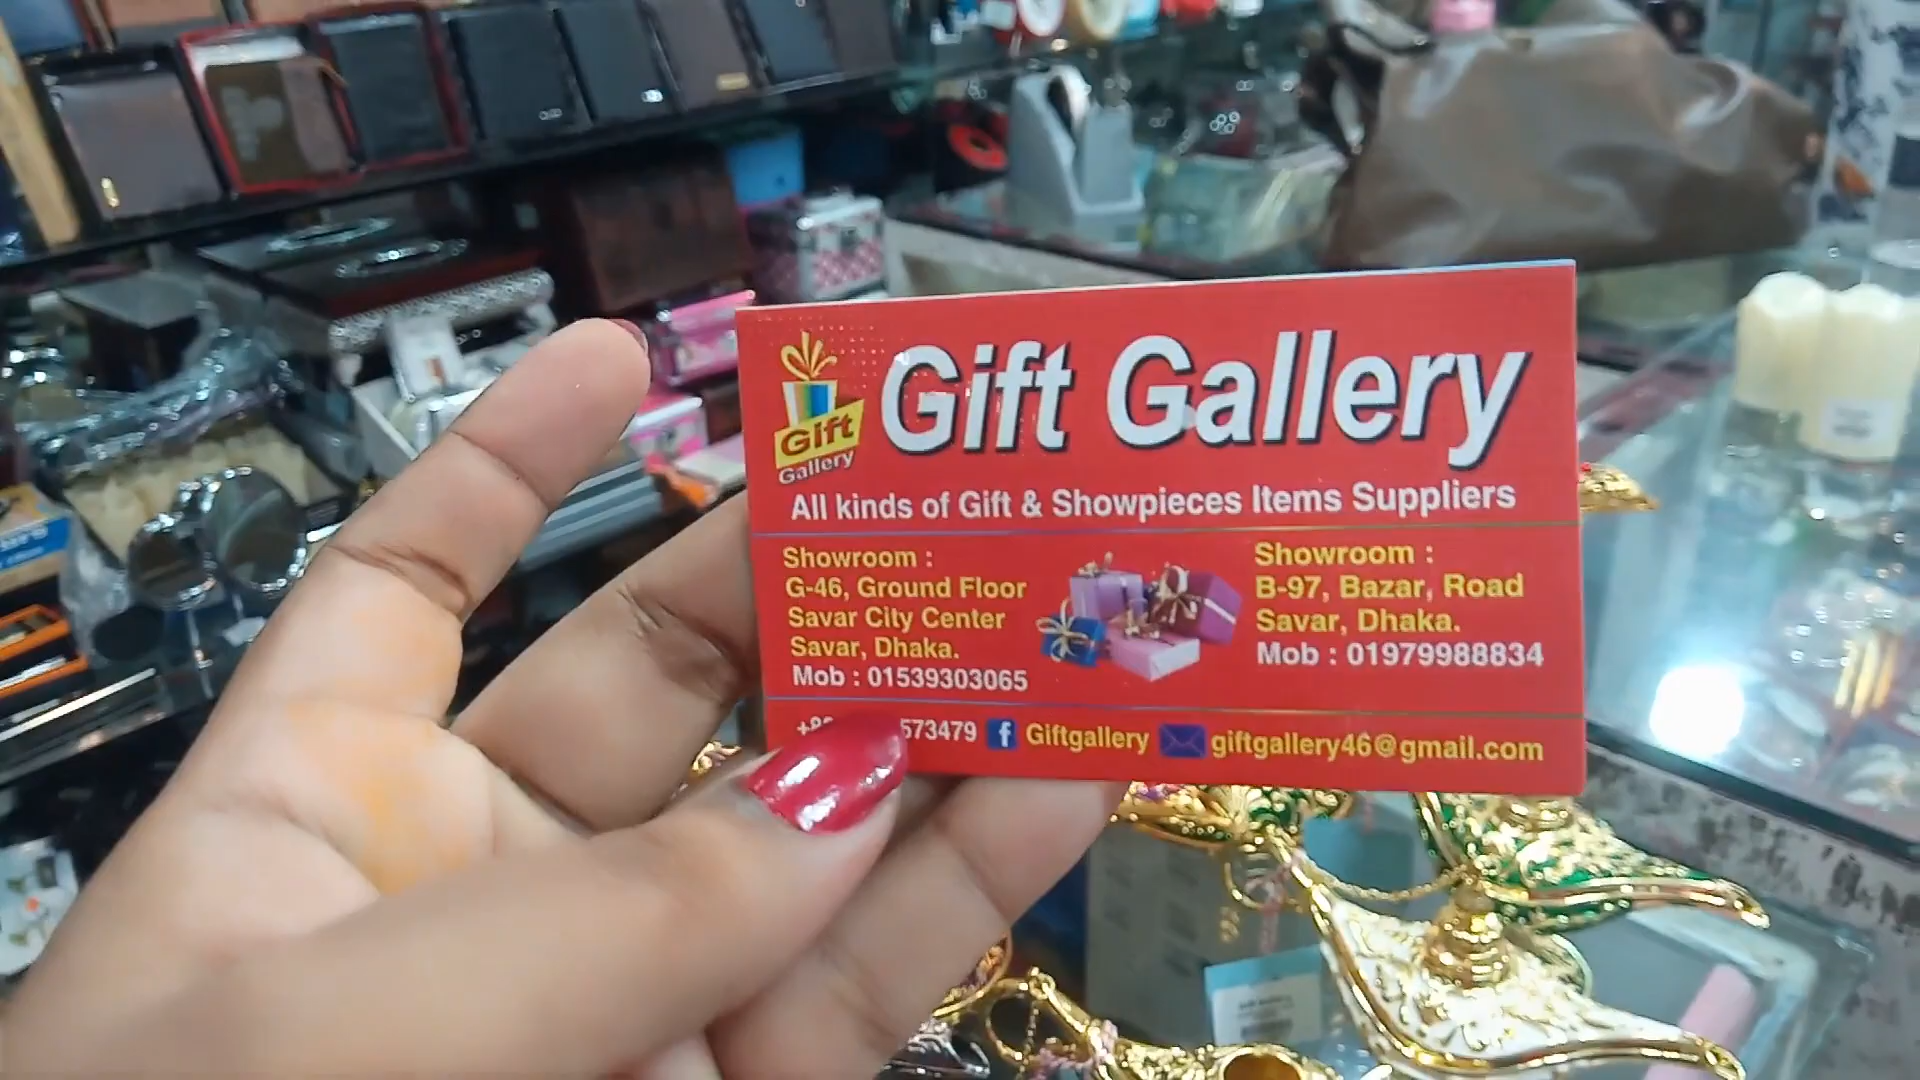 Gift
Gallery
Gift Gallery
All kinds of Gift & Showpieces Items Suppliers
Showroom :
G-46, Ground Floor
Savar City Center
Savar, Dhaka.
Mob : 01539303065
Showroom :
B-97, Bazar, Road
Savar, Dhaka.
Mob : 01979988834
573479 Giftgallery giftgallery46@gmail.com